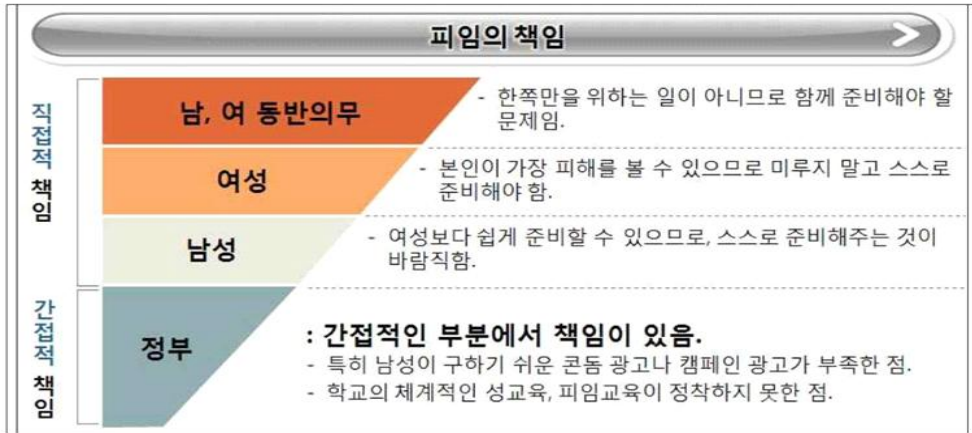 피임의 책임
직접적 책임
남, 여 동반의무
- 한쪽만을 위하는 일이 아니므로 함께 준비해야 할
문제임.
여성
- 본인이 가장 피해를 볼 수 있으므로 미루지 말고 스스로
준비해야 함.
남성
- 여성보다 쉽게 준비할 수 있으므로, 스스로 준비해주는 것이
바람직함.
간접적 책임
정부
: 간접적인 부분에서 책임이 있음.
- 특히 남성이 구하기 쉬운 콘돔 광고나 캠페인 광고가 부족한 점.
- 학교의 체계적인 성교육, 피임교육이 정착하지 못한 점.